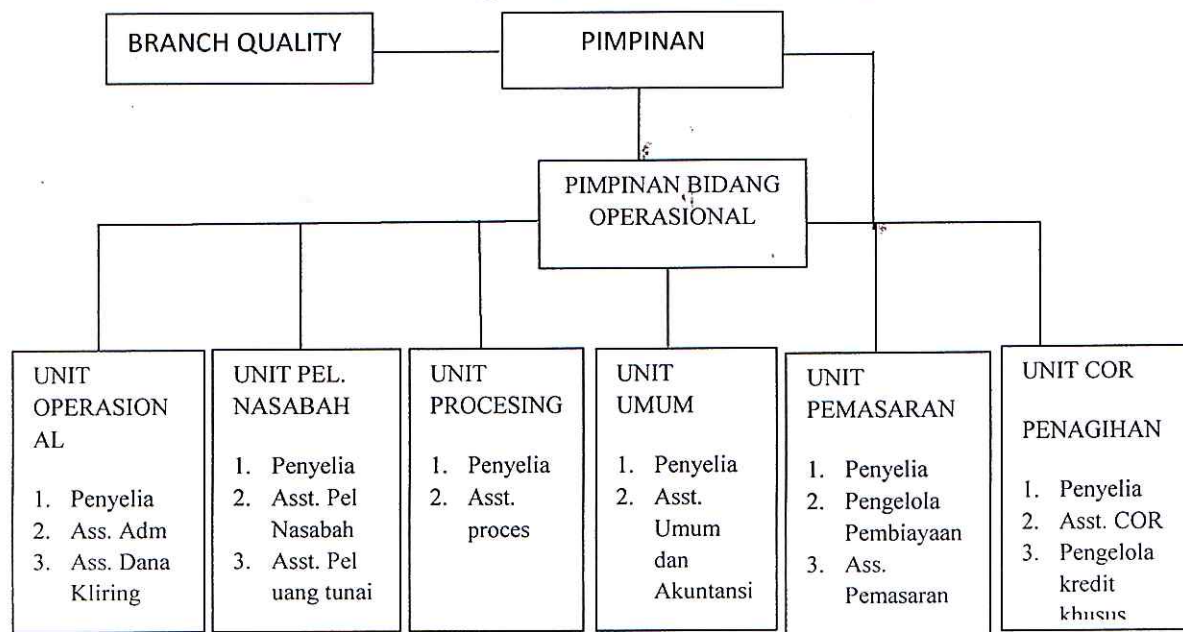 BRANCH QUALITY
PIMPINAN
PIMPINAN BIDANG
OPERASIONAL
UNIT
OPERASION
AL
1. Penyelia
2. Ass. Adm
3. Ass. Dana
Kliring
UNIT PEL.
NASABAH
1. Penyelia
2. Asst. Pel
Nasabah
3. Asst. Pel
uang tunai
UNIT
PROCESING
1. Penyelia
2. Asst.
proces
UNIT
UMUM
1. Penyelia
2. Asst.
Umum
dan
Akuntansi
UNIT
PEMASARAN
1. Penyelia
2. Pengelola
Pembiayaan
3. Ass.
Pemasaran
UNIT COR
PENAGIHAN
1. Penyelia
2. Asst. COR
3. Pengelola
kredit
khusus